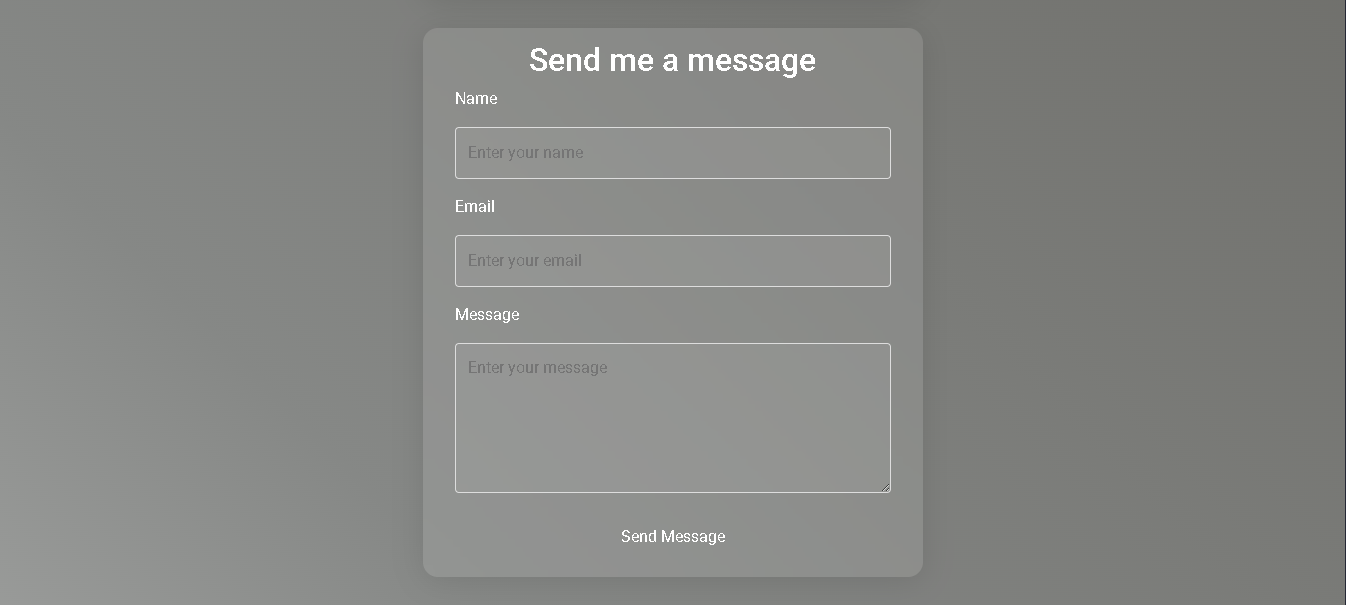 Send me a message
Name
Enter your name
Email
Enter your email
Message
Enter your message
Send Message